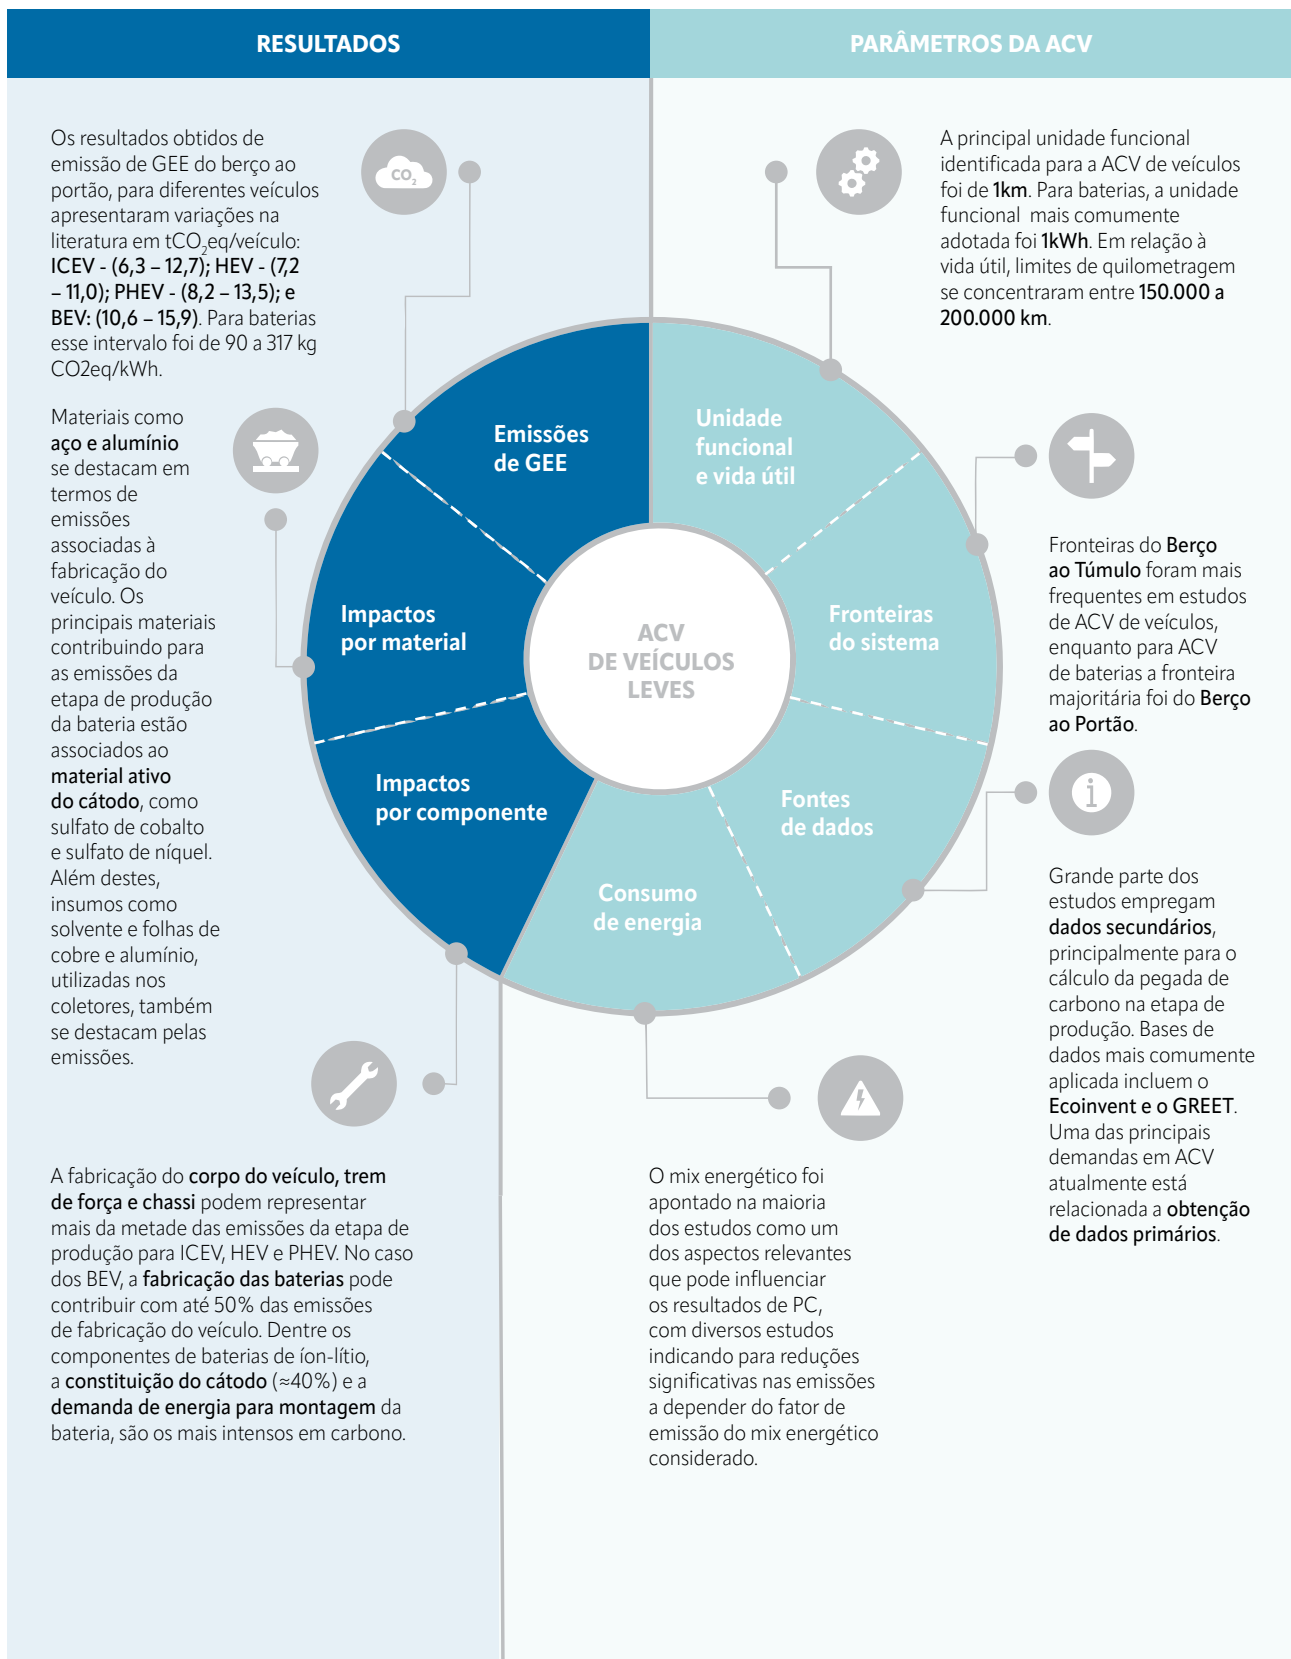 RESULTADOS
PARÂMETROS DA ACV
Os resultados obtidos de
emissão de GEE do berço ao
portão, para diferentes veículos
apresentaram variações na
literatura em tCO₂eq/veículo:
ICEV - (6,3 – 12,7); HEV - (7,2
– 11,0); PHEV - (8,2 – 13,5); e
BEV: (10,6 – 15,9). Para baterias
esse intervalo foi de 90 a 317 kg
CO2eq/kWh.
CO₂
Materiais como
aço e alumínio
se destacam em
termos de
emissões
associadas à
fabricação do
veículo. Os
principais materiais
contribuindo para
as emissões da
etapa de produção
da bateria estão
associados ao
material ativo
do cátodo, como
sulfato de cobalto
e sulfato de níquel.
Além destes,
insumos como
solvente e folhas de
cobre e alumínio,
utilizadas nos
coletores, também
se destacam pelas
emissões.
A fabricação do corpo do veículo, trem
de força e chassi podem representar
mais da metade das emissões da etapa de
produção para ICEV, HEV e PHEV. No caso
dos BEV, a fabricação das baterias pode
contribuir com até 50% das emissões
de fabricação do veículo. Dentre os
componentes de baterias de íon-lítio,
a constituição do cátodo (≈40%) e a
demanda de energia para montagem da
bateria, são os mais intensos em carbono.
Emissões
de GEE
Impactos
por material
Impactos
por componente
ACV
DE VEÍCULOS
LEVES
Unidade
funcional
e vida útil
Fronteiras
do sistema
Fontes
de dados
Consumo
de energia
A principal unidade funcional
identificada para a ACV de veículos
foi de 1km. Para baterias, a unidade
funcional mais comumente
adotada foi 1kWh. Em relação à
vida útil, limites de quilometragem
se concentraram entre 150.000 a
200.000 km.
Fronteiras do Berço
ao Túmulo foram mais
frequentes em estudos
de ACV de veículos,
enquanto para ACV
de baterias a fronteira
majoritária foi do Berço
ao Portão.
i
Grande parte dos
estudos empregam
dados secundários,
principalmente para o
cálculo da pegada de
carbono na etapa de
produção. Bases de
dados mais comumente
aplicada incluem o
Ecoinvent e o GREET.
Uma das principais
demandas em ACV
atualmente está
relacionada a obtenção
de dados primários.
O mix energético foi
apontado na maioria
dos estudos como um
dos aspectos relevantes
que pode influenciar
os resultados de PC,
com diversos estudos
indicando para reduções
significativas nas emissões
a depender do fator de
emissão do mix energético
considerado.